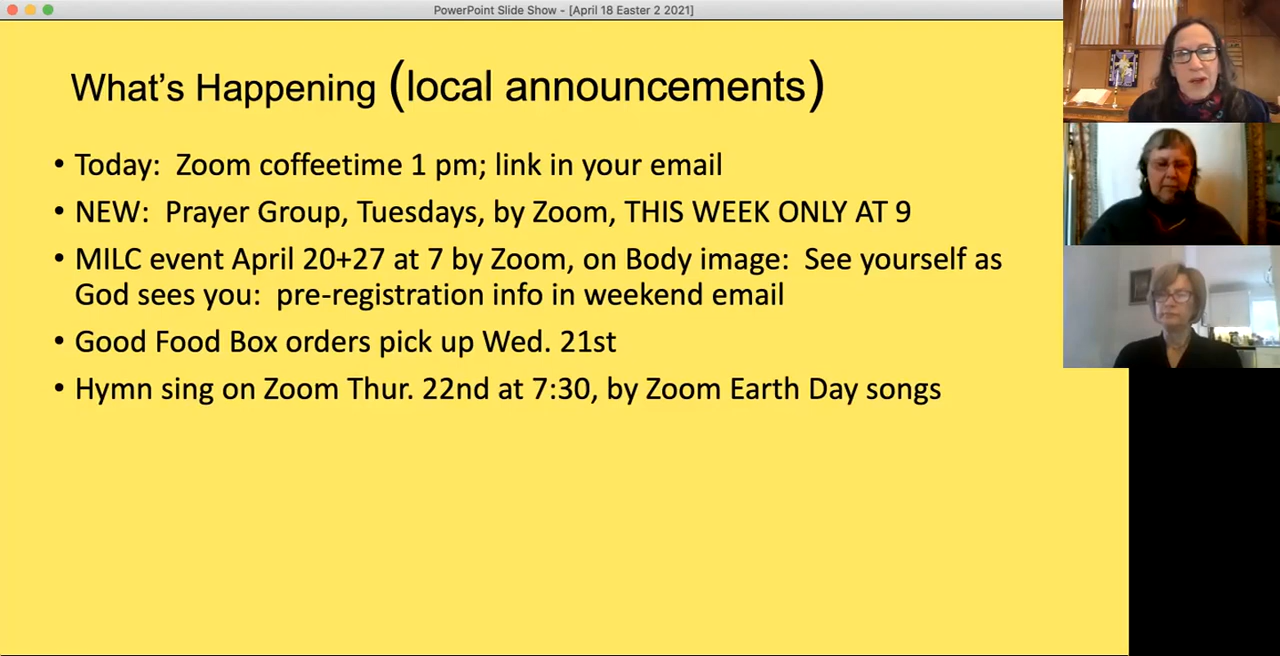 PowerPoint Slide Show - [April 18 Easter 2 2021]
What's Happening (local announcements)
• Today:  Zoom coffeetime 1 pm; link in your email
• NEW:  Prayer Group, Tuesdays, by Zoom, THIS WEEK ONLY AT 9
• MILC event April 20+27 at 7 by Zoom, on Body image:  See yourself as
God sees you:  pre-registration info in weekend email
• Good Food Box orders pick up Wed. 21st
• Hymn sing on Zoom Thur. 22nd at 7:30, by Zoom Earth Day songs